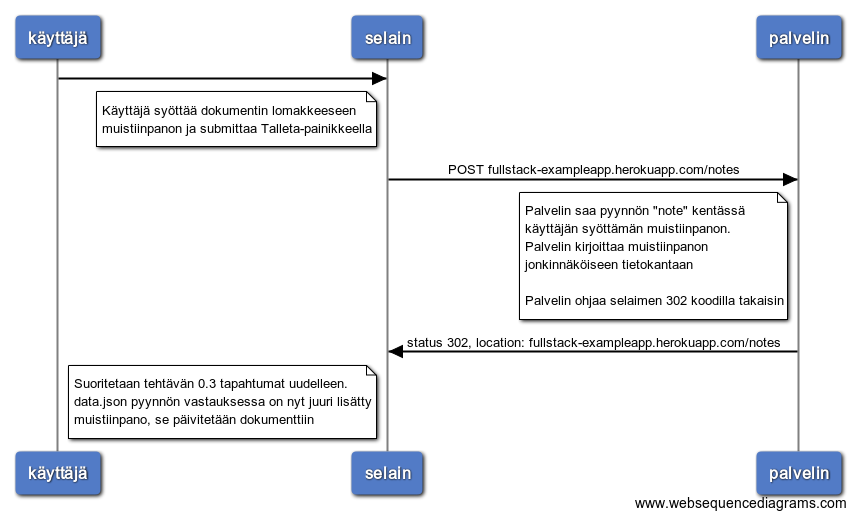 käyttäjä
selain
palvelin
Käyttäjä syöttää dokumentin lomakkeeseen
muistiinpanon ja submittaa Talleta-painikkeella
POST fullstack-exampleapp.herokuapp.com/notes
Palvelin saa pyynnön "note" kentässä
käyttäjän syöttämän muistiinpanon.
Palvelin kirjoittaa muistiinpanon
jonkinnäköiseen tietokantaan
Palvelin ohjaa selaimen 302 koodilla takaisin
status 302, location: fullstack-exampleapp.herokuapp.com/notes
Suoritetaan tehtävän 0.3 tapahtumat uudelleen.
data.json pyynnön vastauksessa on nyt juuri lisätty
muistiinpano, se päivitetään dokumenttiin
käyttäjä
selain
palvelin
www.websequencediagrams.com